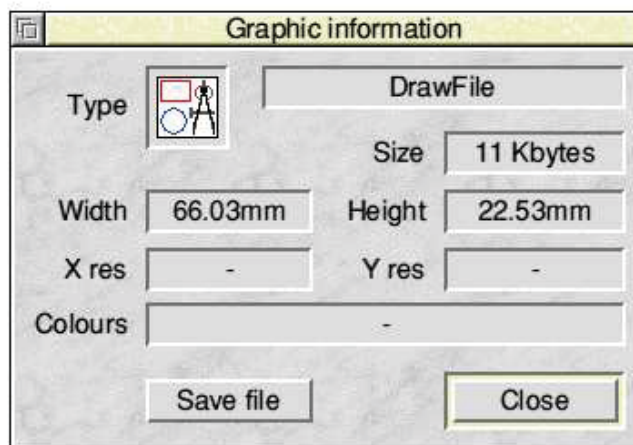 Graphic information
Type DrawFile
Size 11 Kbytes
Width 66.03mm Height 22.53mm
X res - Y res -
Colours -
Save file Close